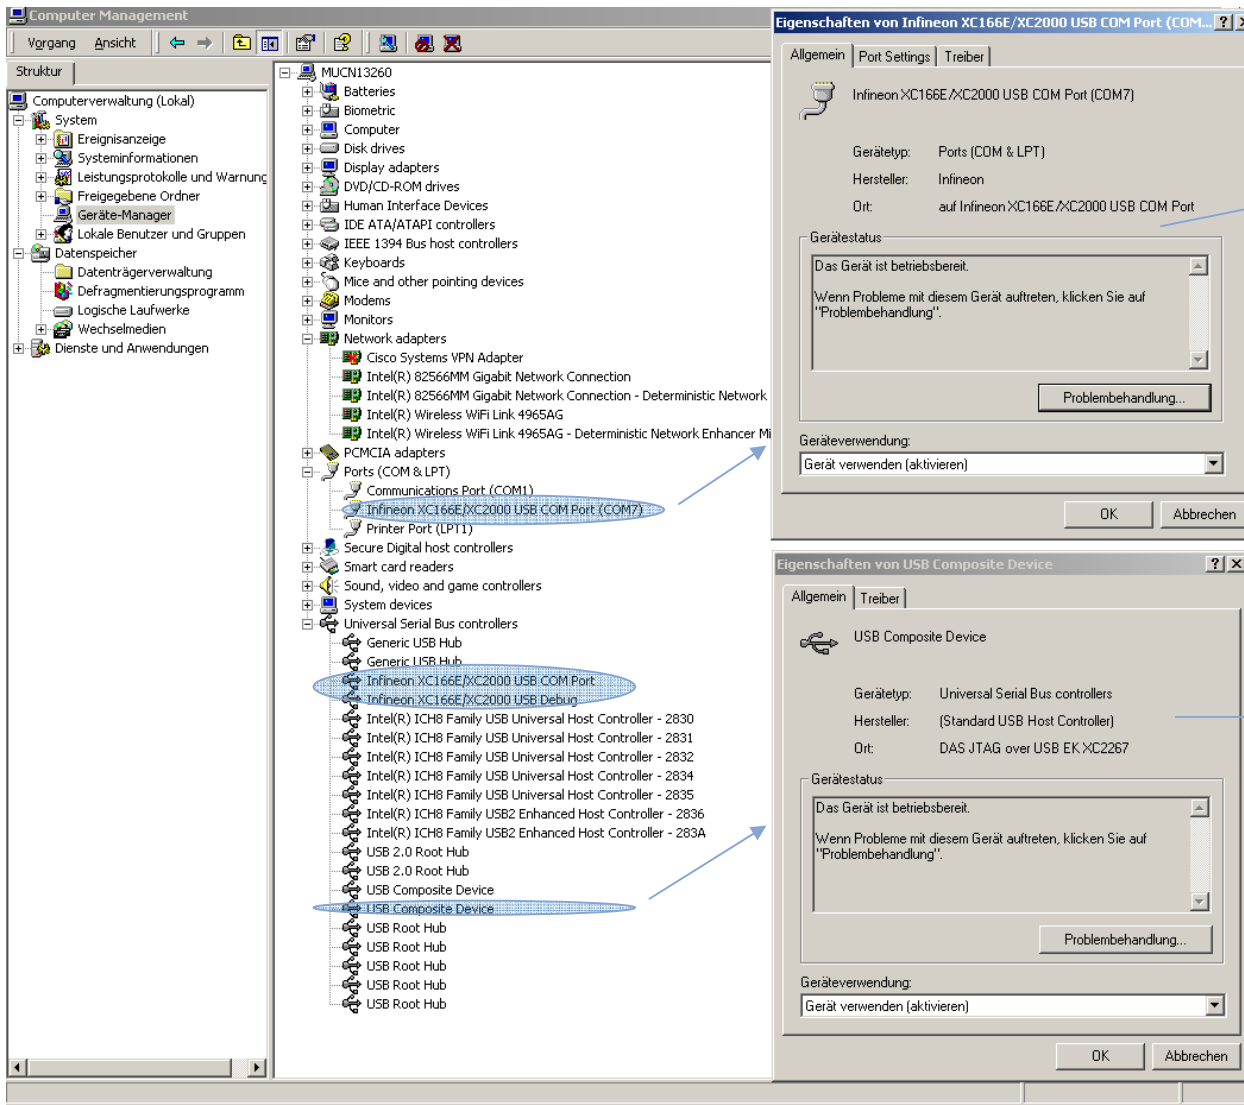 Computer Management
Vorgang Ansicht
Struktur
Computerverwaltung (Lokal)
System
Ereignisanzeige
Systeminformationen
Leistungsprotokolle und Warnung
Freigegebene Ordner
Geräte-Manager
Lokale Benutzer und Gruppen
Datenspeicher
Datenträgerverwaltung
Defragmentierungsprogramm
Logische Laufwerke
Wechselmedien
Dienste und Anwendungen
MUCN13260
Batteries
Biometric
Computer
Disk drives
Display adapters
DVD/CD-ROM drives
Human Interface Devices
IDE ATA/ATAPI controllers
IEEE 1394 Bus host controllers
Keyboards
Mice and other pointing devices
Modems
Monitors
Network adapters
Cisco Systems VPN Adapter
Intel(R) 82566MM Gigabit Network Connection
Intel(R) 82566MM Gigabit Network Connection - Deterministic Network
Intel(R) Wireless WiFi Link 4965AG
Intel(R) Wireless WiFi Link 4965AG - Deterministic Network Enhancer Mi
PCMCIA adapters
Ports (COM & LPT)
Communications Port (COM1)
Infineon XC166E/XC2000 USB COM Port (COM7)
Printer Port (LPT1)
Secure Digital host controllers
Smart card readers
Sound, video and game controllers
System devices
Universal Serial Bus controllers
Generic USB Hub
Generic USB Hub
Infineon XC166E/XC2000 USB COM Port
Infineon XC166E/XC2000 USB Debug
Intel(R) ICH8 Family USB Universal Host Controller - 2830
Intel(R) ICH8 Family USB Universal Host Controller - 2831
Intel(R) ICH8 Family USB Universal Host Controller - 2832
Intel(R) ICH8 Family USB Universal Host Controller - 2834
Intel(R) ICH8 Family USB Universal Host Controller - 2835
Intel(R) ICH8 Family USB2 Enhanced Host Controller - 2836
Intel(R) ICH8 Family USB2 Enhanced Host Controller - 283A
USB 2.0 Root Hub
USB 2.0 Root Hub
USB Composite Device
USB Composite Device
USB Root Hub
USB Root Hub
USB Root Hub
USB Root Hub
USB Root Hub
Eigenschaften von Infineon XC166E/XC2000 USB COM Port (COM...
Allgemein Port Settings Treiber
Infineon XC166E/XC2000 USB COM Port (COM7)
Gerätetyp: Ports (COM & LPT)
Hersteller: Infineon
Ort: auf Infineon XC166E/XC2000 USB COM Port
Gerätestatus
Das Gerät ist betriebsbereit.
Wenn Probleme mit diesem Gerät auftreten, klicken Sie auf
"Problembehandlung".
Problembehandlung...
Geräteverwendung:
Gerät verwenden (aktivieren)
OK Abbrechen
Eigenschaften von USB Composite Device
Allgemein Treiber
USB Composite Device
Gerätetyp: Universal Serial Bus controllers
Hersteller: (Standard USB Host Controller)
Ort: DAS JTAG over USB EK XC2267
Gerätestatus
Das Gerät ist betriebsbereit.
Wenn Probleme mit diesem Gerät auftreten, klicken Sie auf
"Problembehandlung".
Problembehandlung...
Geräteverwendung:
Gerät verwenden (aktivieren)
OK Abbrechen